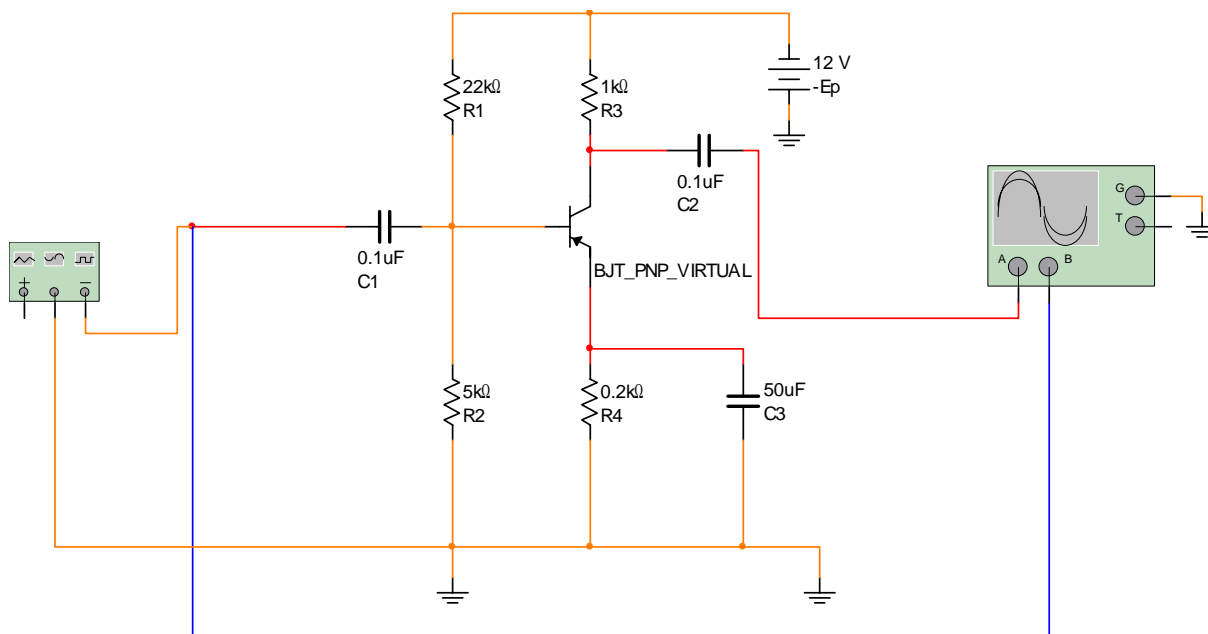 22kΩ
R1
1kΩ
R3
12 V
-Ep
0.1uF
C2
0.1uF
C1
BJT_PNP_VIRTUAL
G
T
A
B
5kΩ
R2
0.2kΩ
R4
50uF
C3